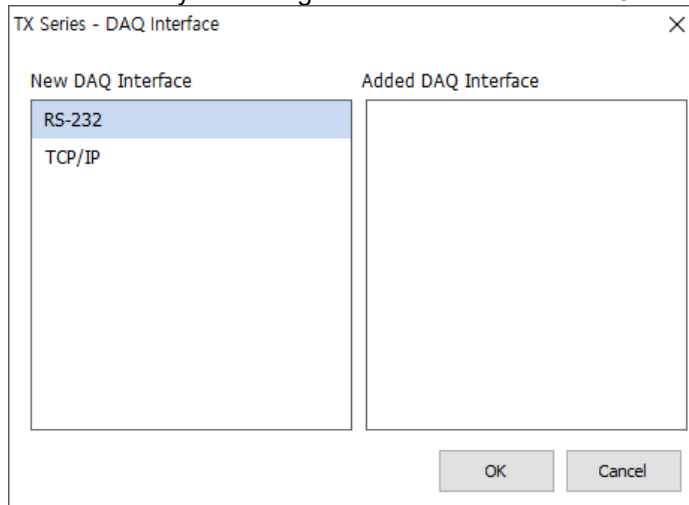 TX Series - DAQ Interface
New DAQ Interface
Added DAQ Interface
RS-232
TCP/IP
OK
Cancel